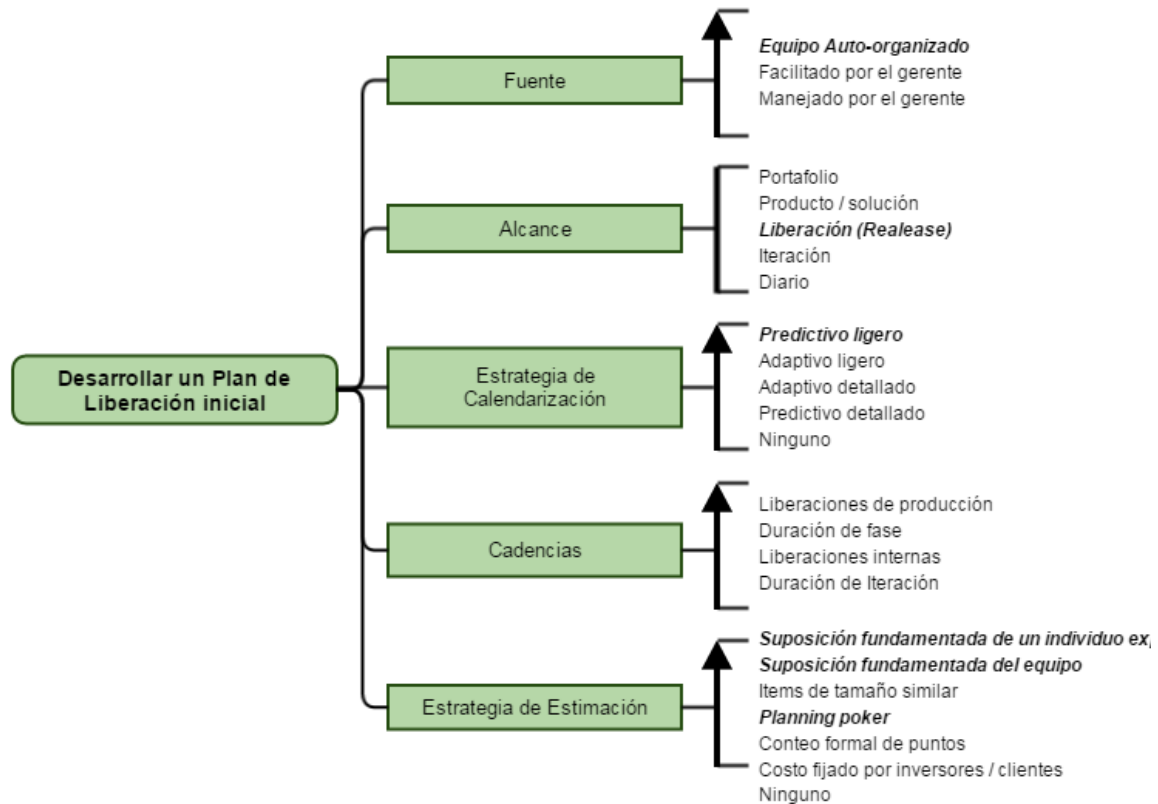 Desarrollar un Plan de
Liberación inicial
Fuente
Equipo Auto-organizado
Facilitado por el gerente
Manejado por el gerente
Alcance
Portafolio
Producto / solución
Liberación (Realease)
Iteración
Diario
Estrategia de
Calendarización
Predictivo ligero
Adaptivo ligero
Adaptivo detallado
Predictivo detallado
Ninguno
Cadencias
Liberaciones de producción
Duración de fase
Liberaciones internas
Duración de Iteración
Estrategia de Estimación
Suposición fundamentada de un individuo
Suposición fundamentada del equipo
Items de tamaño similar
Planning poker
Conteo formal de puntos
Costo fijado por inversores / clientes
Ninguno